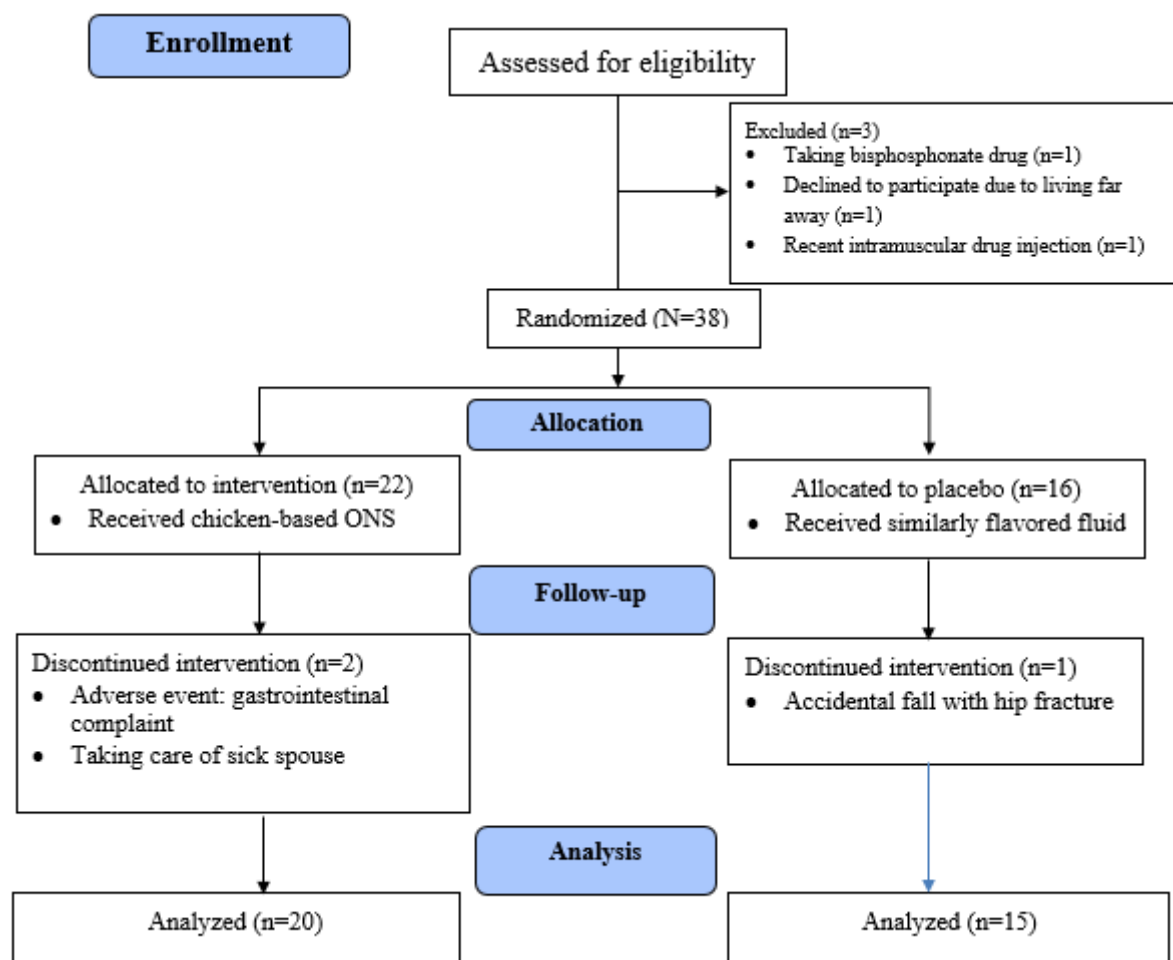 Enrollment
Assessed for eligibility
Excluded (n=3)
• Taking bisphosphonate drug (n=1)
• Declined to participate due to living far
away (n=1)
• Recent intramuscular drug injection (n=1)
Randomized (N=38)
Allocation
Allocated to intervention (n=22)
• Received chicken-based ONS
Allocated to placebo (n=16)
• Received similarly flavored fluid
Follow-up
Discontinued intervention (n=2)
• Adverse event: gastrointestinal
complaint
• Taking care of sick spouse
Discontinued intervention (n=1)
• Accidental fall with hip fracture
Analysis
Analyzed (n=20)
Analyzed (n=15)